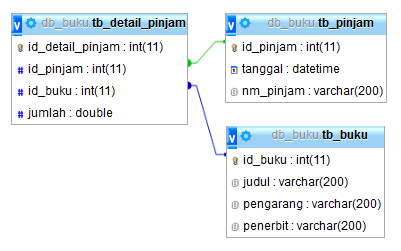 db_buku.tb_detail_pinjam
id_detail_pinjam : int(11)
id_pinjam : int(11)
id_buku : int(11)
jumlah : double
db_buku.tb_pinjam
id_pinjam : int(11)
tanggal : datetime
nm_pinjam : varchar(200)
db_buku.tb_buku
id_buku : int(11)
judul : varchar(200)
pengarang : varchar(200)
penerbit : varchar(200)